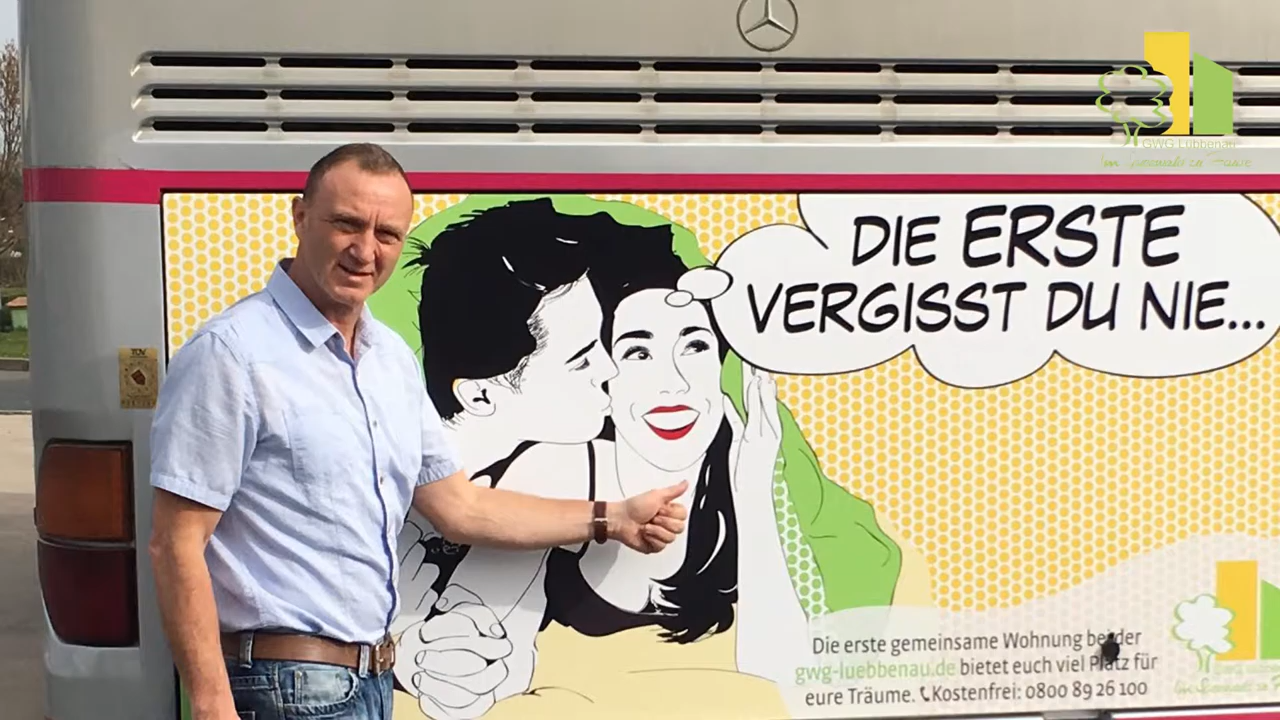 GWG Lübbenau
DIE ERSTE
VERGISST DU NIE...
TÜV
Die erste gemeinsame Wohnung bei der
gwg-luebbenau.de bietet euch viel Platz für
eure Träume. Kostenfrei: 0800 89 26 100